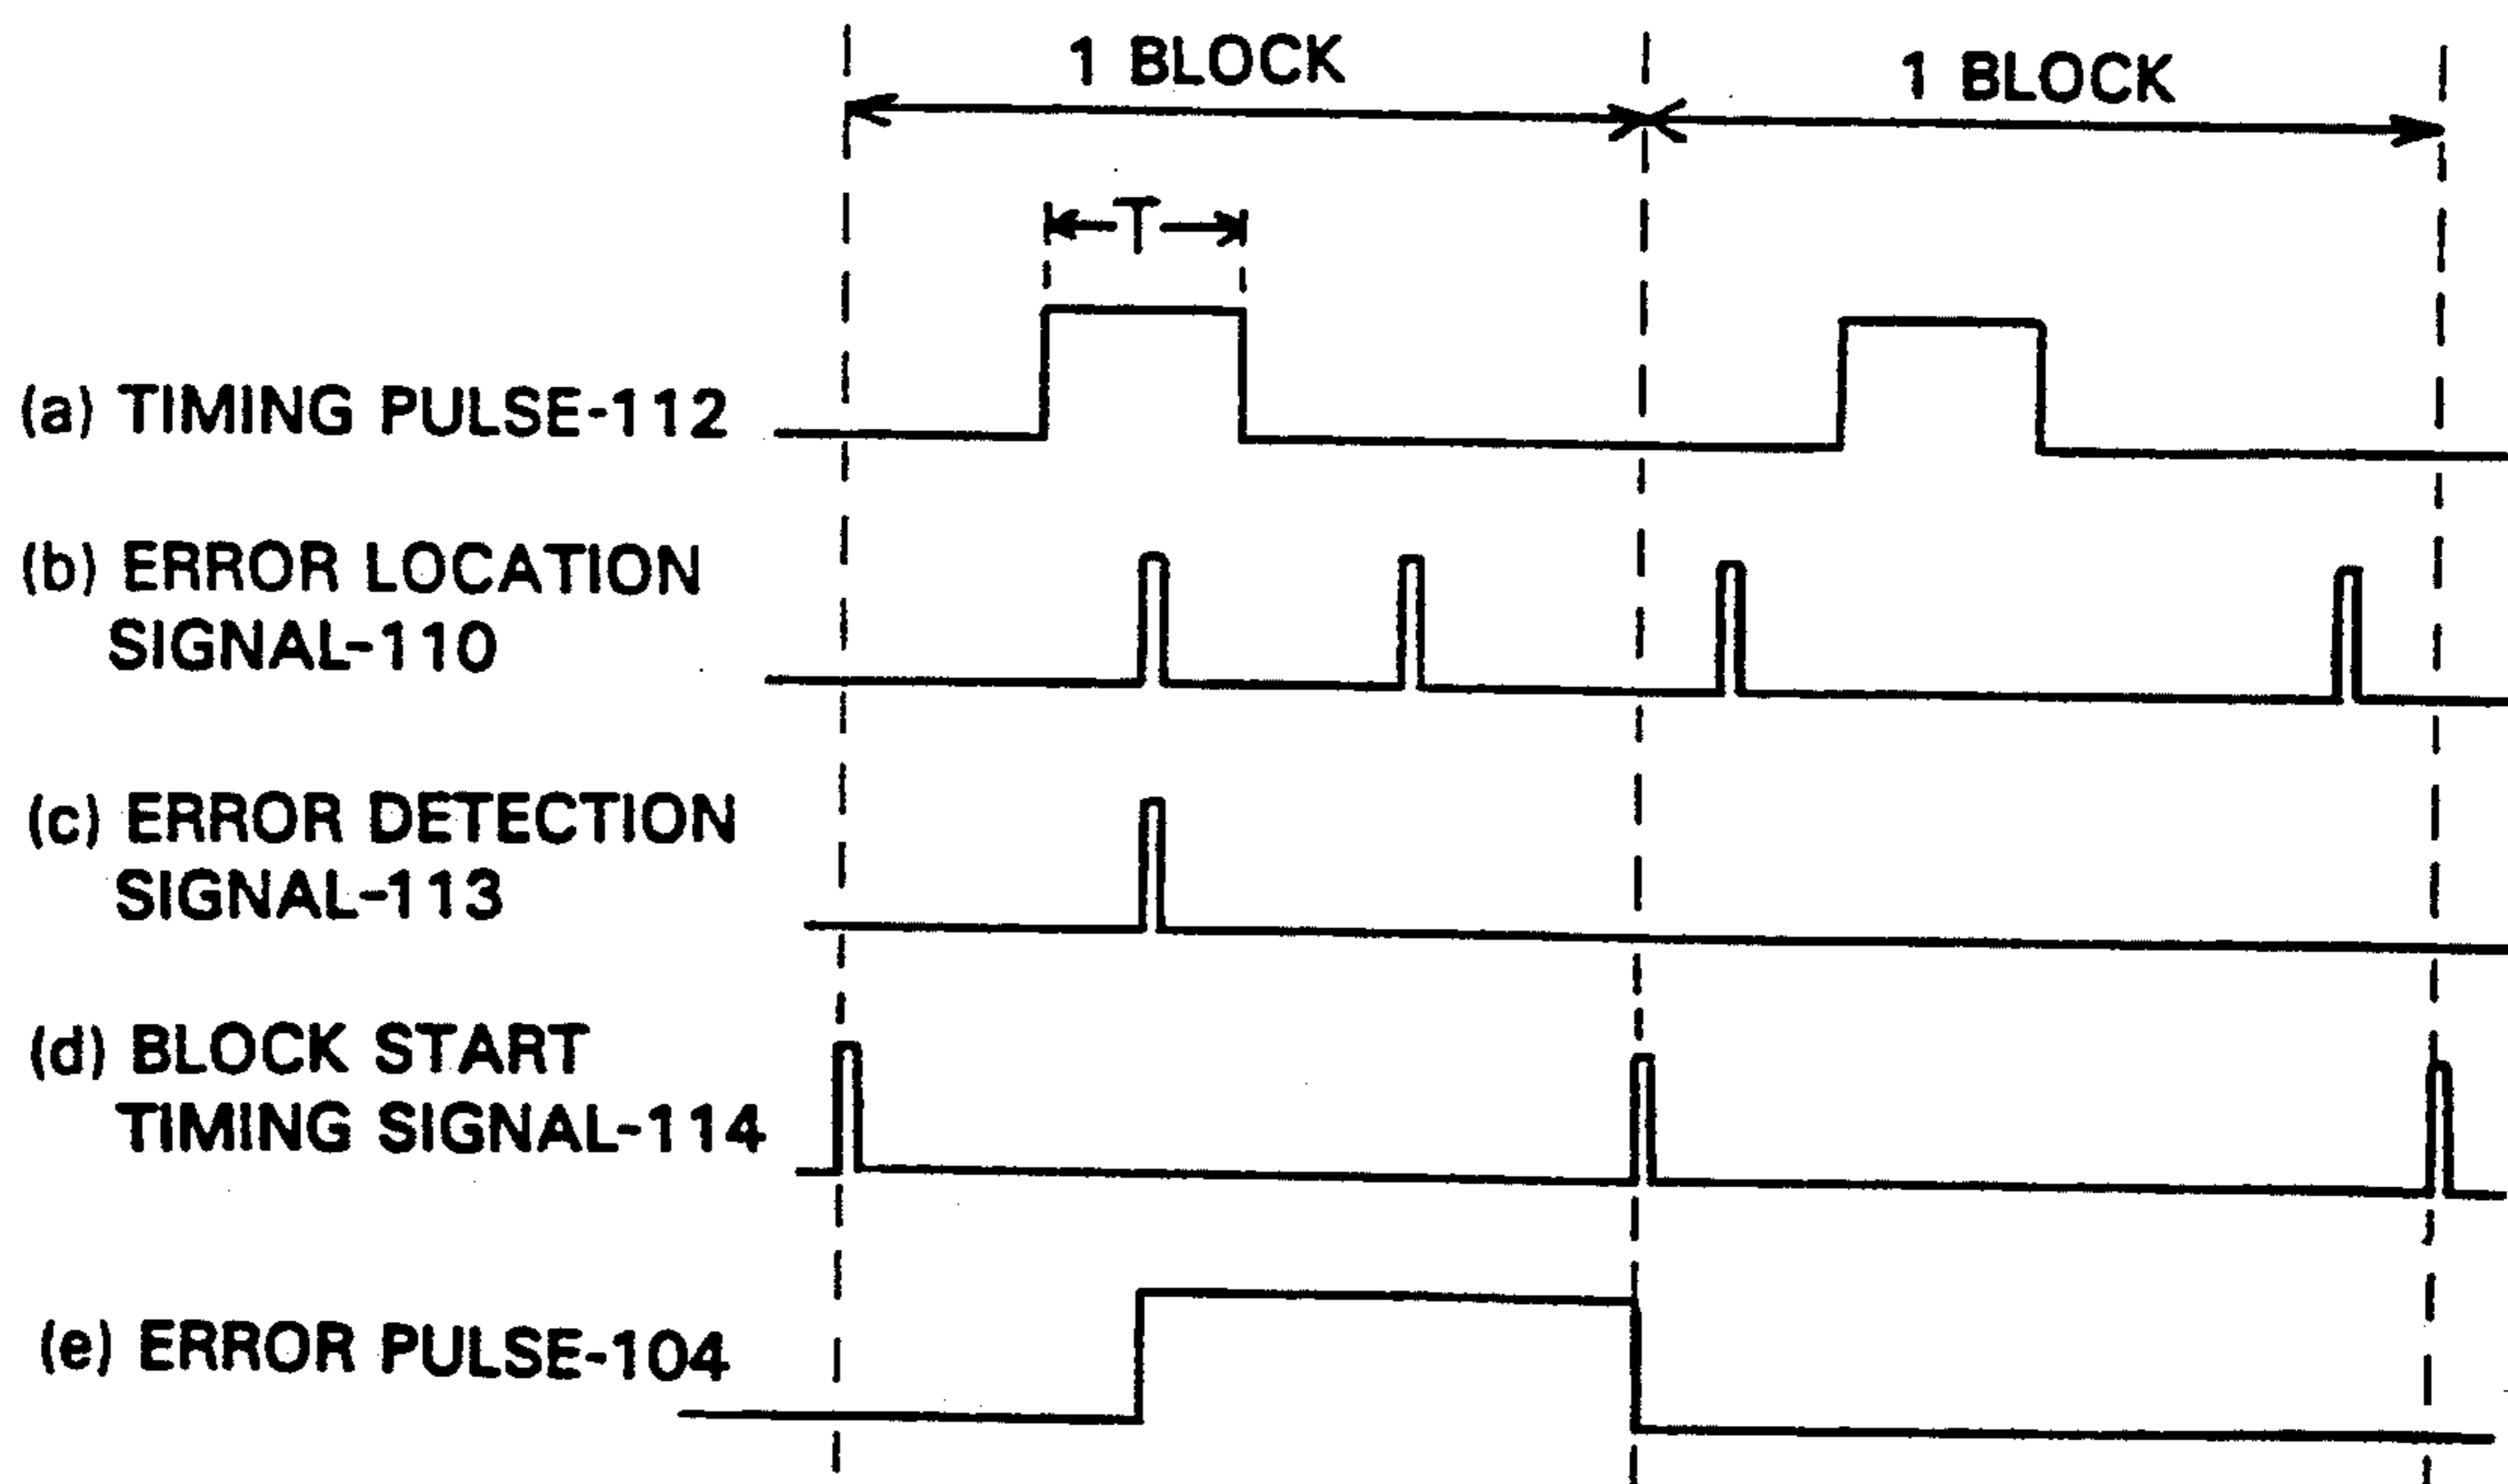 1 BLOCK
1 BLOCK
T
(a) TIMING PULSE-112
(b) ERROR LOCATION
SIGNAL-110
(c) ERROR DETECTION
SIGNAL-113
(d) BLOCK START
TIMING SIGNAL-114
(e) ERROR PULSE-104